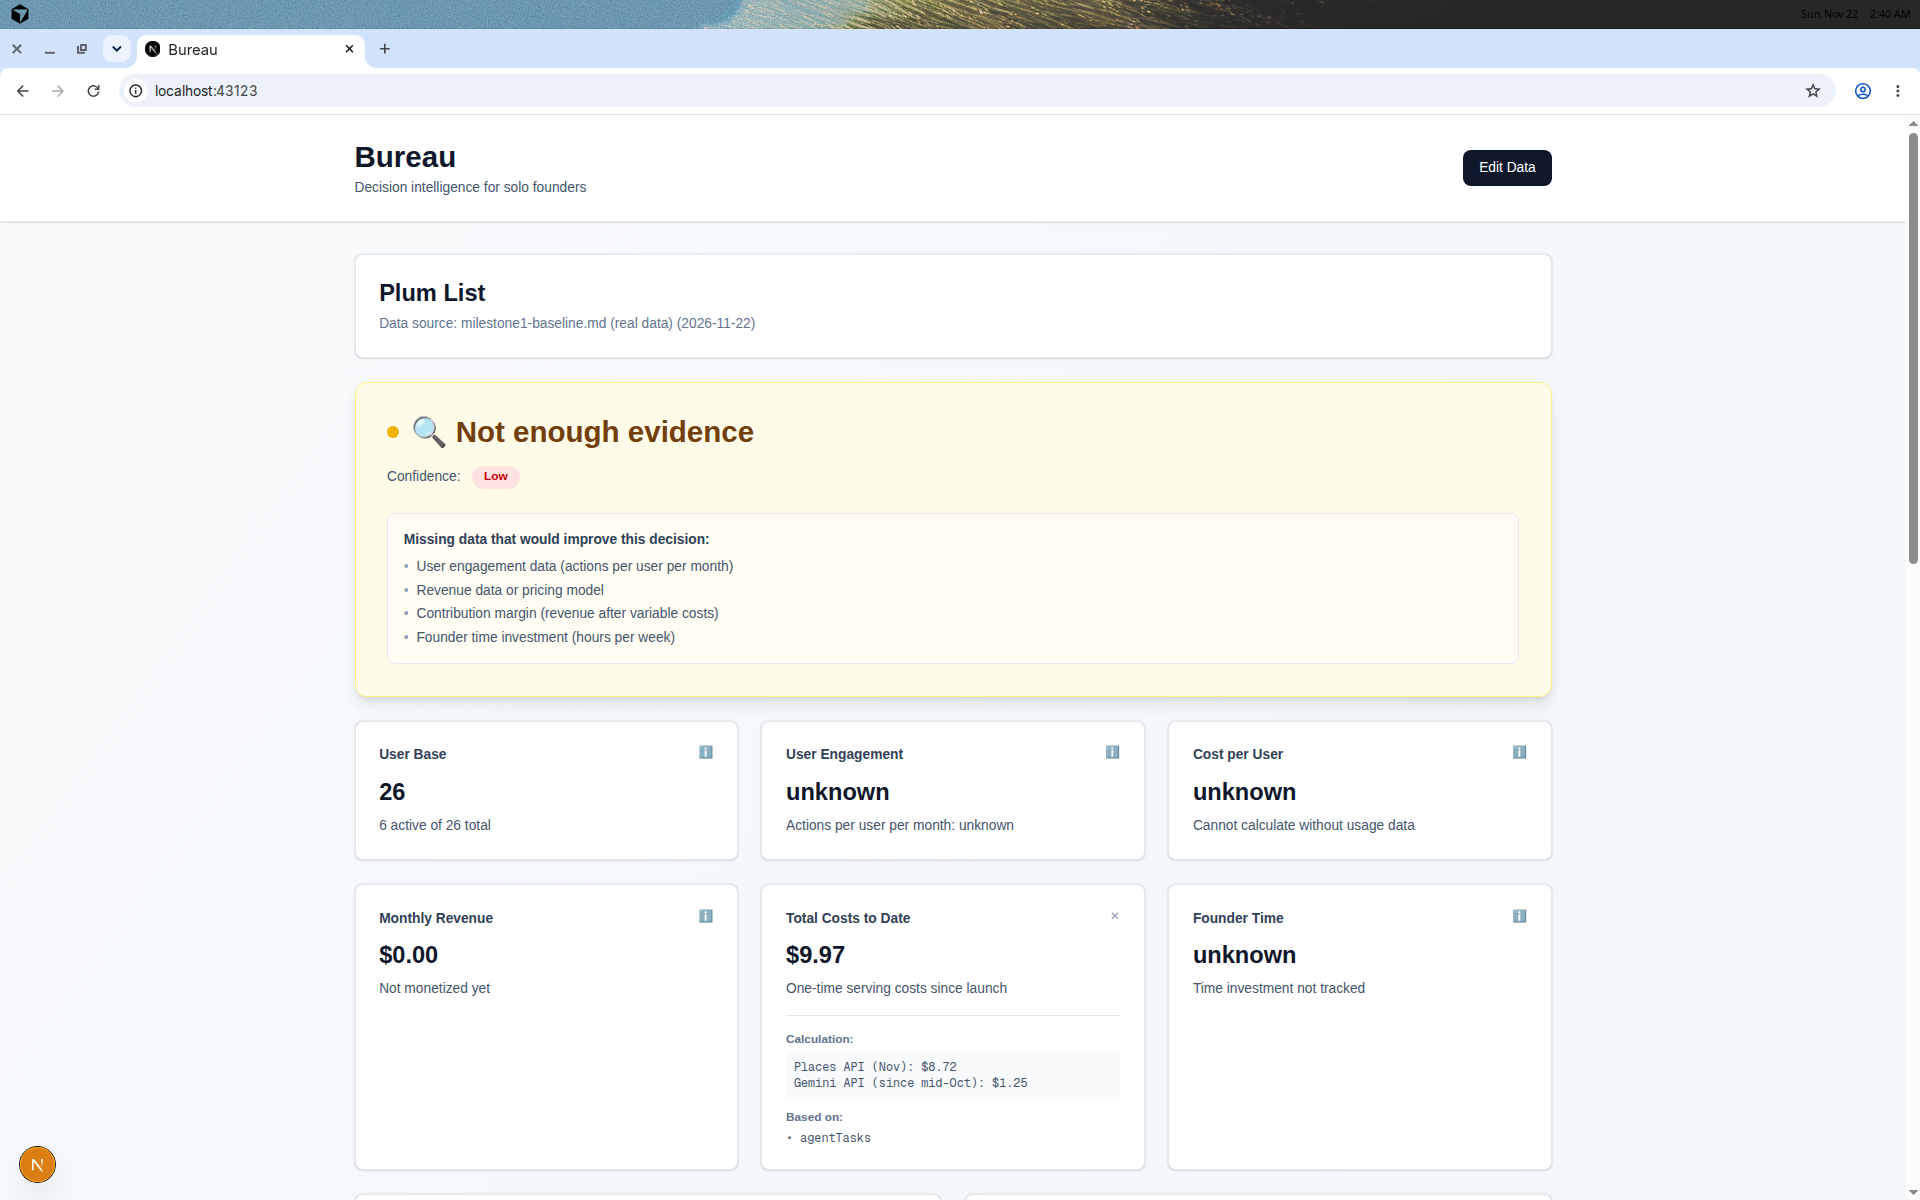 Sun Nov 22 2:40 AM
Bureau
localhost:43123
Bureau
Decision intelligence for solo founders
Edit Data
Plum List
Data source: milestone1-baseline.md (real data) (2026-11-22)
Not enough evidence
Confidence: Low
Missing data that would improve this decision:
• User engagement data (actions per user per month)
• Revenue data or pricing model
• Contribution margin (revenue after variable costs)
• Founder time investment (hours per week)
User Base
26
6 active of 26 total
User Engagement
unknown
Actions per user per month: unknown
Cost per User
unknown
Cannot calculate without usage data
Monthly Revenue
$0.00
Not monetized yet
Total Costs to Date
$9.97
One-time serving costs since launch
Calculation:
Places API (Nov): $8.72
Gemini API (since mid-Oct): $1.25
Based on:
• agentTasks
Founder Time
unknown
Time investment not tracked